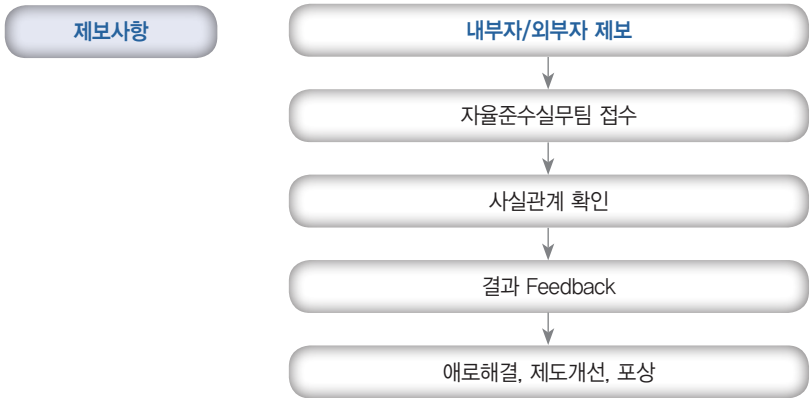 제보사항
내부자/외부자 제보
자율준수실무팀 접수
사실관계 확인
결과 Feedback
애로해결, 제도개선, 포상